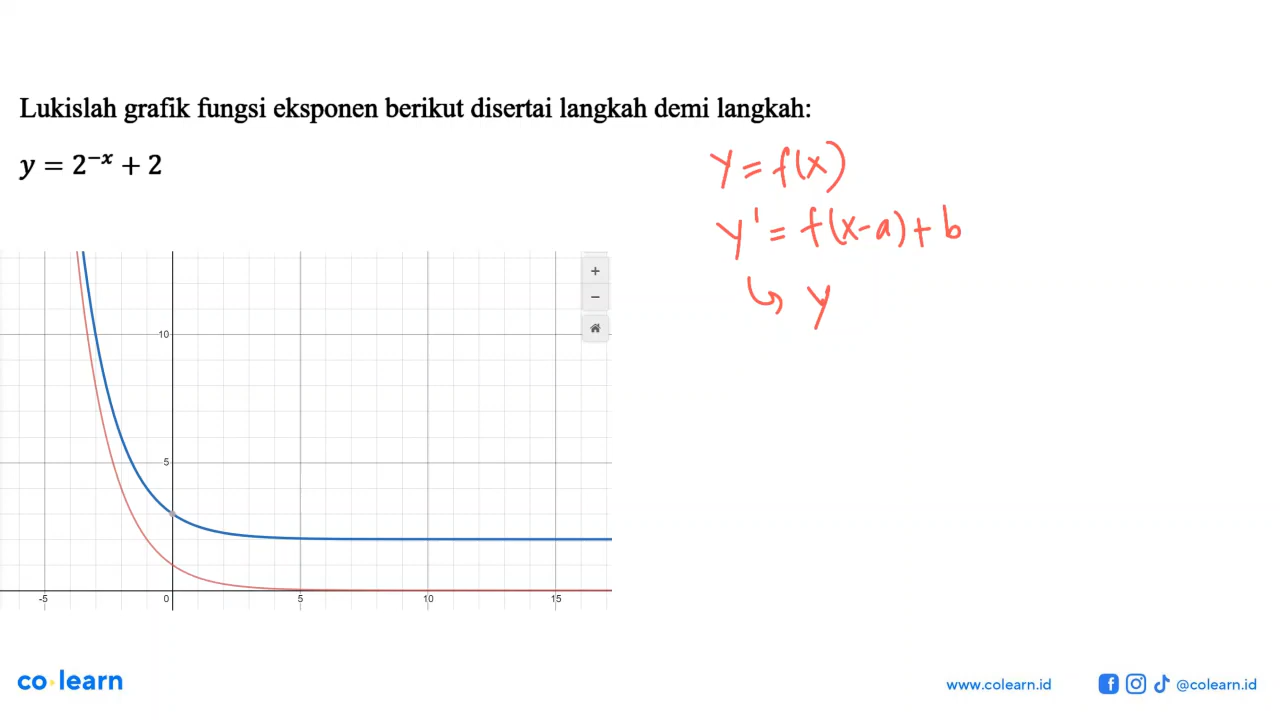 Lukislah grafik fungsi eksponen berikut disertai langkah demi langkah:
y = 2⁻ˣ + 2
y = f(x)
y' = f(x-a) + b
↳ y
+
−
10
5
-5 0 5 10 15
co learn
www.colearn.id @colearn.id